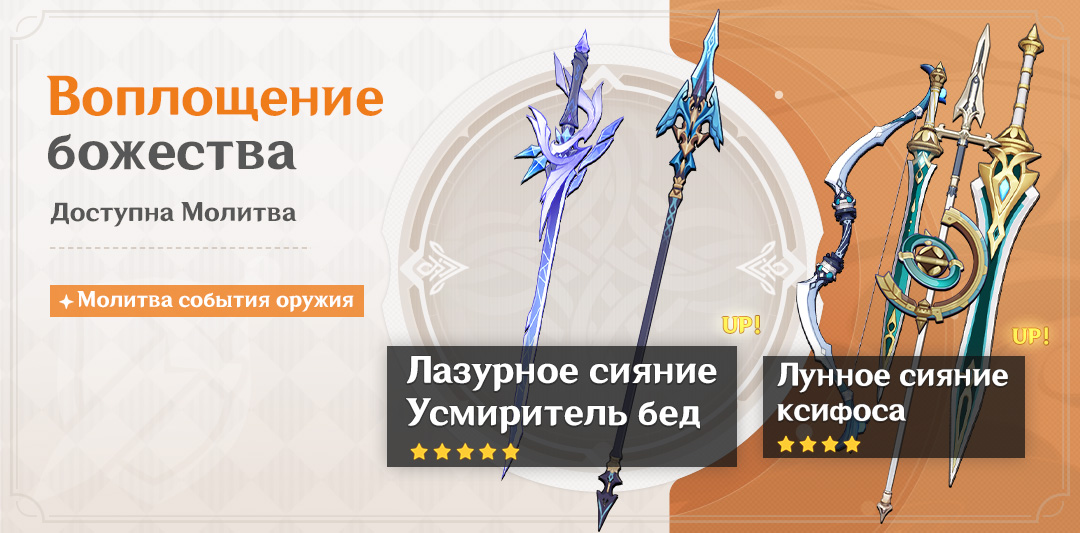 Воплощение
божества
Доступна Молитва
Молитва события оружия
UP!
Лазурное сияние
Усмиритель бед
UP!
Лунное сияние
ксифоса